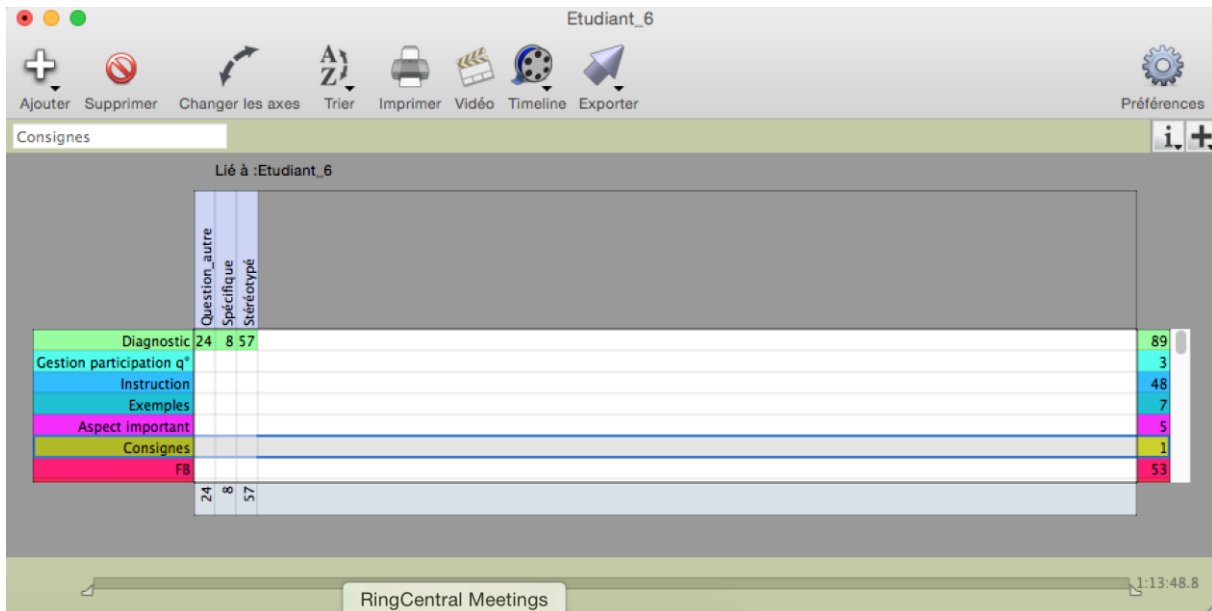 Etudiant_6
Ajouter Supprimer Changer les axes Trier Imprimer Vidéo Timeline Exporter Préférences
Consignes
Lié à :Etudiant_6
Question_autre
Spécifique
Stéréotypé
Diagnostic 24 8 57 89
Gestion participation q° 3
Instruction 48
Exemples 7
Aspect important 5
Consignes 1
FB 53
24 8 57
1:13:48.8
RingCentral Meetings